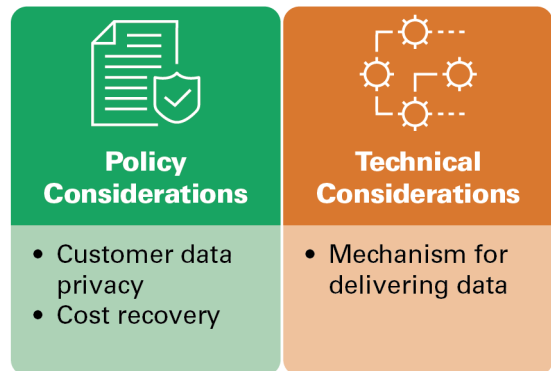 Policy
Considerations
• Customer data
privacy
• Cost recovery
Technical
Considerations
• Mechanism for
delivering data